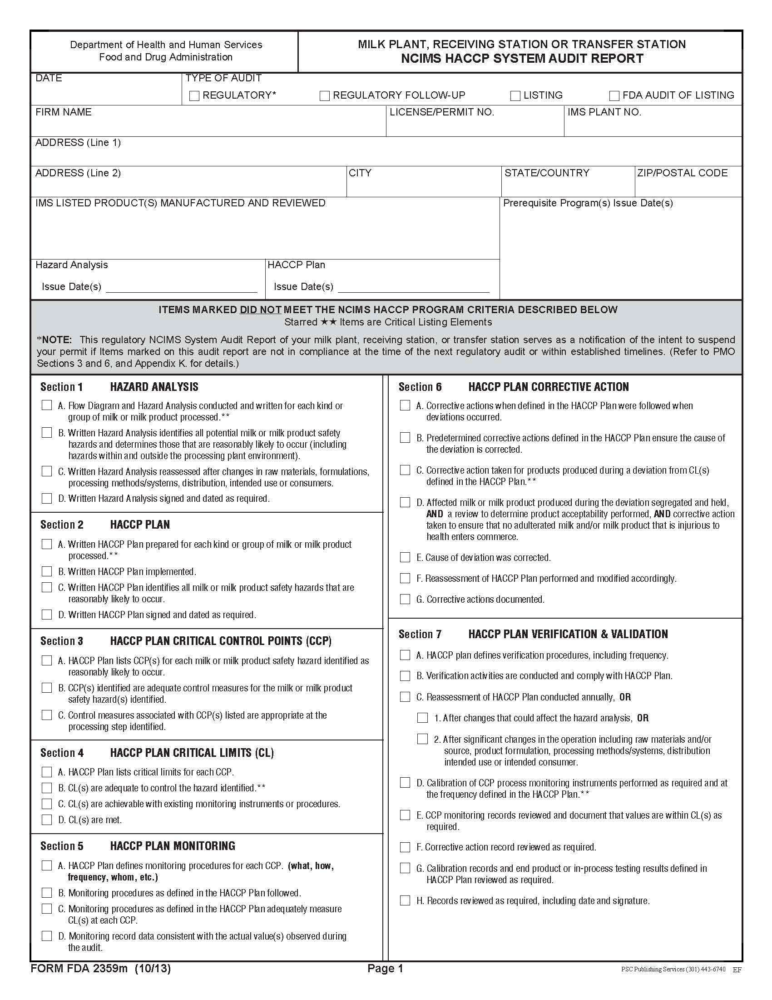 Department of Health and Human Services
Food and Drug Administration
MILK PLANT, RECEIVING STATION OR TRANSFER STATION
NCIMS HACCP SYSTEM AUDIT REPORT
DATE
TYPE OF AUDIT
REGULATORY*
REGULATORY FOLLOW-UP
LISTING
FDA AUDIT OF LISTING
FIRM NAME
LICENSE/PERMIT NO.
IMS PLANT NO.
ADDRESS (Line 1)
ADDRESS (Line 2)
CITY
STATE/COUNTRY
ZIP/POSTAL CODE
IMS LISTED PRODUCT(S) MANUFACTURED AND REVIEWED
Prerequisite Program(s) Issue Date(s)
Hazard Analysis
Issue Date(s)
HACCP Plan
Issue Date(s)
ITEMS MARKED DID NOT MEET THE NCIMS HACCP PROGRAM CRITERIA DESCRIBED BELOW
Starred ★★ Items are Critical Listing Elements
*NOTE: This regulatory NCIMS System Audit Report of your milk plant, receiving station, or transfer station serves as a notification of the intent to suspend
your permit if Items marked on this audit report are not in compliance at the time of the next regulatory audit or within established timelines. (Refer to PMO
Sections 3 and 6, and Appendix K. for details.)
Section 1 HAZARD ANALYSIS
A. Flow Diagram and Hazard Analysis conducted and written for each kind or
group of milk or milk product processed.**
B. Written Hazard Analysis identifies all potential milk or milk product safety
hazards and determines those that are reasonably likely to occur (including
hazards within and outside the processing plant environment).
C. Written Hazard Analysis reassessed after changes in raw materials, formulations,
processing methods/systems, distribution, intended use or consumers.
D. Written Hazard Analysis signed and dated as required.
Section 2 HACCP PLAN
A. Written HACCP Plan prepared for each kind or group of milk or milk product
processed.**
B. Written HACCP Plan implemented.
C. Written HACCP Plan identifies all milk or milk product safety hazards that are
reasonably likely to occur.
D. Written HACCP Plan signed and dated as required.
Section 3 HACCP PLAN CRITICAL CONTROL POINTS (CCP)
A. HACCP Plan lists CCP(s) for each milk or milk product safety hazard identified as
reasonably likely to occur.
B. CCP(s) identified are adequate control measures for the milk or milk product
safety hazard(s) identified.
C. Control measures associated with CCP(s) listed are appropriate at the
processing step identified.
Section 4 HACCP PLAN CRITICAL LIMITS (CL)
A. HACCP Plan lists critical limits for each CCP.
B. CL(s) are adequate to control the hazard identified.**
C. CL(s) are achievable with existing monitoring instruments or procedures.
D. CL(s) are met.
Section 5 HACCP PLAN MONITORING
A. HACCP Plan defines monitoring procedures for each CCP. (what, how,
frequency, whom, etc.)
B. Monitoring procedures as defined in the HACCP Plan followed.
C. Monitoring procedures as defined in the HACCP Plan adequately measure
CL(s) at each CCP.
D. Monitoring record data consistent with the actual value(s) observed during
the audit.
Section 6 HACCP PLAN CORRECTIVE ACTION
A. Corrective actions when defined in the HACCP Plan were followed when
deviations occurred.
B. Predetermined corrective actions defined in the HACCP Plan ensure the cause of
the deviation is corrected.
C. Corrective action taken for products produced during a deviation from CL(s)
defined in the HACCP Plan.**
D. Affected milk or milk product produced during the deviation segregated and held,
AND a review to determine product acceptability performed, AND corrective action
taken to ensure that no adulterated milk and/or milk product that is injurious to
health enters commerce.
E. Cause of deviation was corrected.
F. Reassessment of HACCP Plan performed and modified accordingly.
G. Corrective actions documented.
Section 7 HACCP PLAN VERIFICATION & VALIDATION
A. HACCP plan defines verification procedures, including frequency.
B. Verification activities are conducted and comply with HACCP Plan.
C. Reassessment of HACCP Plan conducted annually, OR
1. After changes that could affect the hazard analysis, OR
2. After significant changes in the operation including raw materials and/or
source, product formulation, processing methods/systems, distribution
intended use or intended consumer.
D. Calibration of CCP process monitoring instruments performed as required and at
the frequency defined in the HACCP Plan.**
E. CCP monitoring records reviewed and document that values are within CL(s) as
required.
F. Corrective action record reviewed as required.
G. Calibration records and end product or in-process testing results defined in
HACCP Plan reviewed as required.
H. Records reviewed as required, including date and signature.
FORM FDA 2359m (10/13)
Page 1
PSC Publishing Services (301) 443-6740 EF